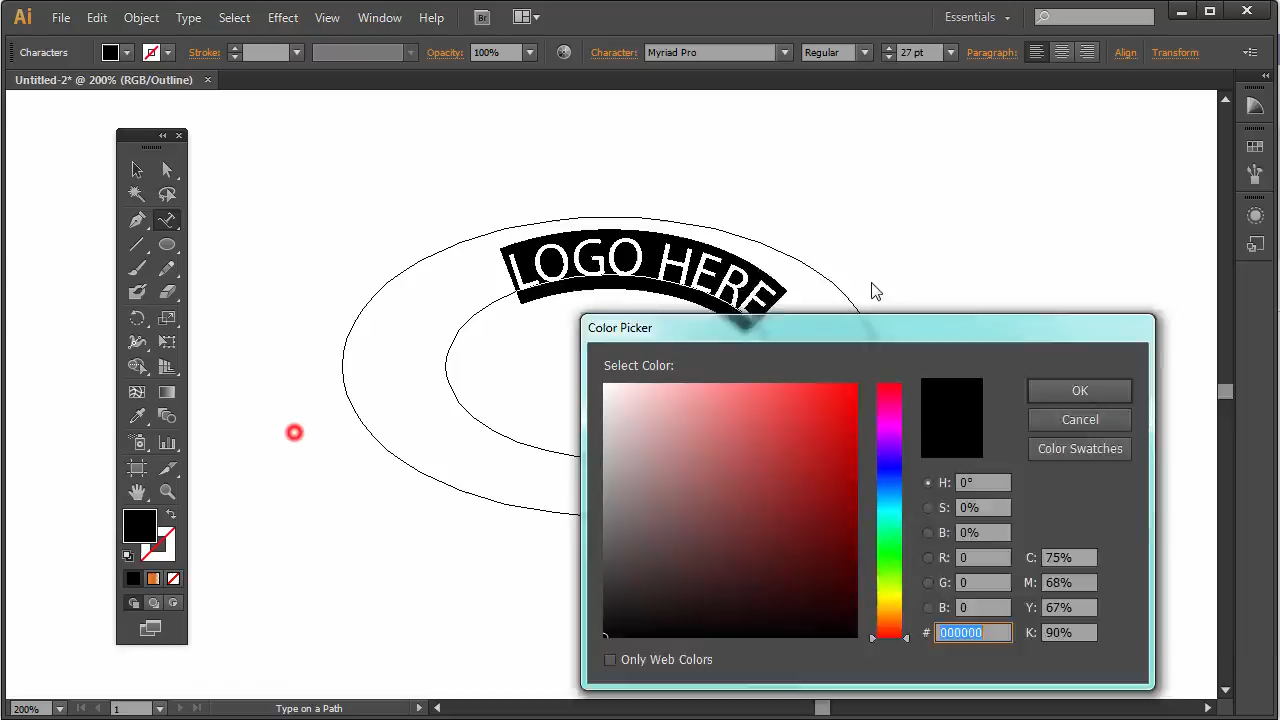 Ai File Edit Object Type Select Effect View Window Help Br Essentials
Characters Stroke: Opacity: 100% Character: Myriad Pro Regular 27 pt Paragraph: Align Transform
Untitled-2* @ 200% (RGB/Outline) ×
LOGO HERE
Color Picker
Select Color:
OK
Cancel
Color Swatches
H: 0°
S: 0%
B: 0%
R: 0 C: 75%
G: 0 M: 68%
B: 0 Y: 67%
# 000000 K: 90%
Only Web Colors
200% 1 Type on a Path